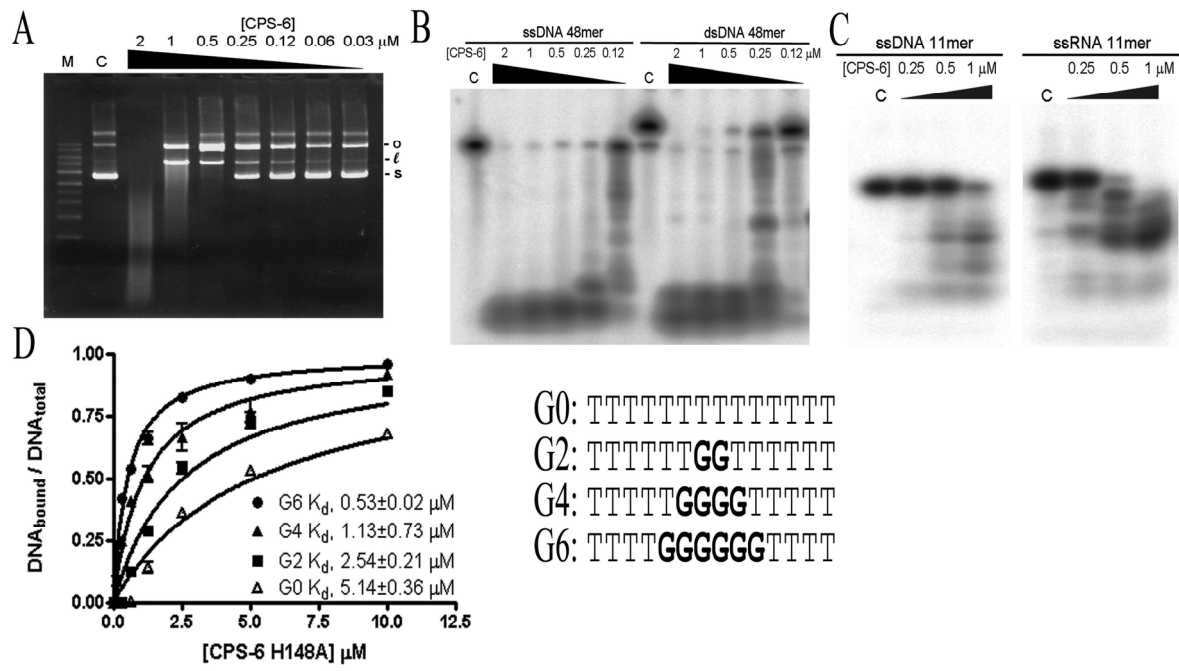 A
[CPS-6]
2 1 0.5 0.25 0.12 0.06 0.03 μM
M C
o
ℓ
s
B
ssDNA 48mer dsDNA 48mer
[CPS-6] 2 1 0.5 0.25 0.12 2 1 0.5 0.25 0.12 μM
C C
C
ssDNA 11mer ssRNA 11mer
[CPS-6] 0.25 0.5 1 μM 0.25 0.5 1 μM
C C
D
DNAbound / DNAtotal
1.00
0.75
0.50
0.25
0.00
0.0 2.5 5.0 7.5 10.0 12.5
[CPS-6 H148A] μM
G6 Kd, 0.53±0.02 μM
G4 Kd, 1.13±0.73 μM
G2 Kd, 2.54±0.21 μM
G0 Kd, 5.14±0.36 μM
G0: TTTTTTTTTTTTTT
G2: TTTTTTGGTTTTTT
G4: TTTTTGGGGTTTTT
G6: TTTTGGGGGGTTTT